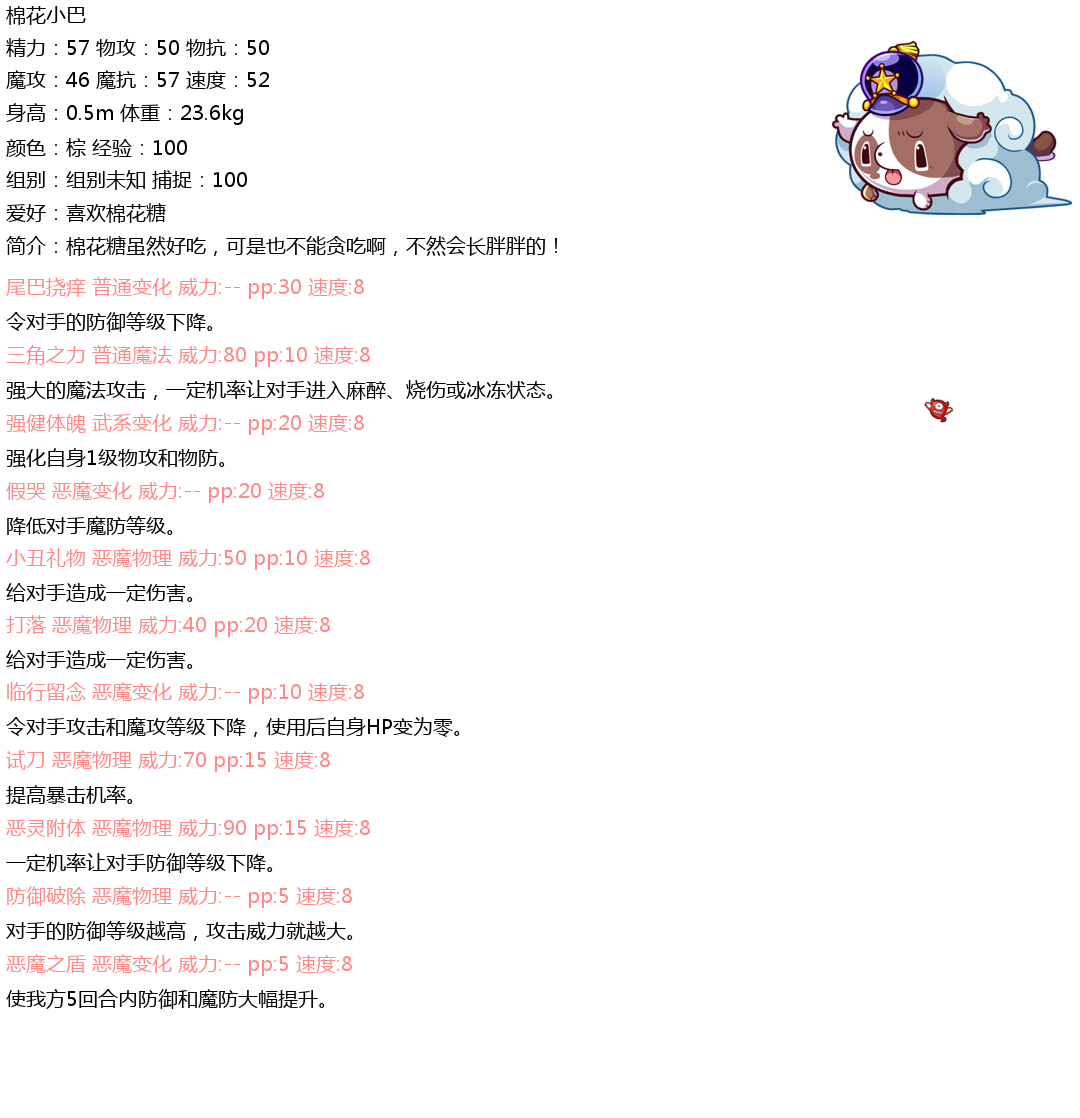 棉花小巴
精力：57 物攻：50 物抗：50
魔攻：46 魔抗：57 速度：52
身高：0.5m 体重：23.6kg
颜色：棕 经验：100
组别：组别未知 捕捉：100
爱好：喜欢棉花糖
简介：棉花糖虽然好吃，可是也不能贪吃啊，不然会长胖胖的！
尾巴挠痒 普通变化 威力:-- pp:30 速度:8
令对手的防御等级下降。
三角之力 普通魔法 威力:80 pp:10 速度:8
强大的魔法攻击，一定机率让对手进入麻醉、烧伤或冰冻状态。
强健体魄 武系变化 威力:-- pp:20 速度:8
强化自身1级物攻和物防。
假哭 恶魔变化 威力:-- pp:20 速度:8
降低对手魔防等级。
小丑礼物 恶魔物理 威力:50 pp:10 速度:8
给对手造成一定伤害。
打落 恶魔物理 威力:40 pp:20 速度:8
给对手造成一定伤害。
临行留念 恶魔变化 威力:-- pp:10 速度:8
令对手攻击和魔攻等级下降，使用后自身HP变为零。
试刀 恶魔物理 威力:70 pp:15 速度:8
提高暴击机率。
恶灵附体 恶魔物理 威力:90 pp:15 速度:8
一定机率让对手防御等级下降。
防御破除 恶魔物理 威力:-- pp:5 速度:8
对手的防御等级越高，攻击威力就越大。
恶魔之盾 恶魔变化 威力:-- pp:5 速度:8
使我方5回合内防御和魔防大幅提升。